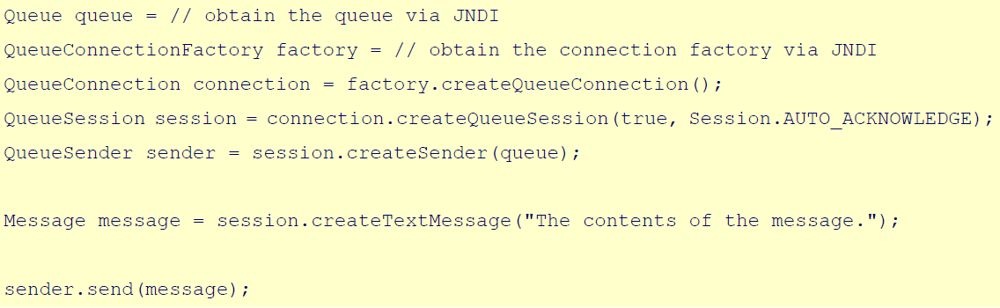 Queue queue = // obtain the queue via JNDI
QueueConnectionFactory factory = // obtain the connection factory via JNDI
QueueConnection connection = factory.createQueueConnection();
QueueSession session = connection.createQueueSession(true, Session.AUTO_ACKNOWLEDGE);
QueueSender sender = session.createSender(queue);
Message message = session.createTextMessage("The contents of the message.");
sender.send(message);